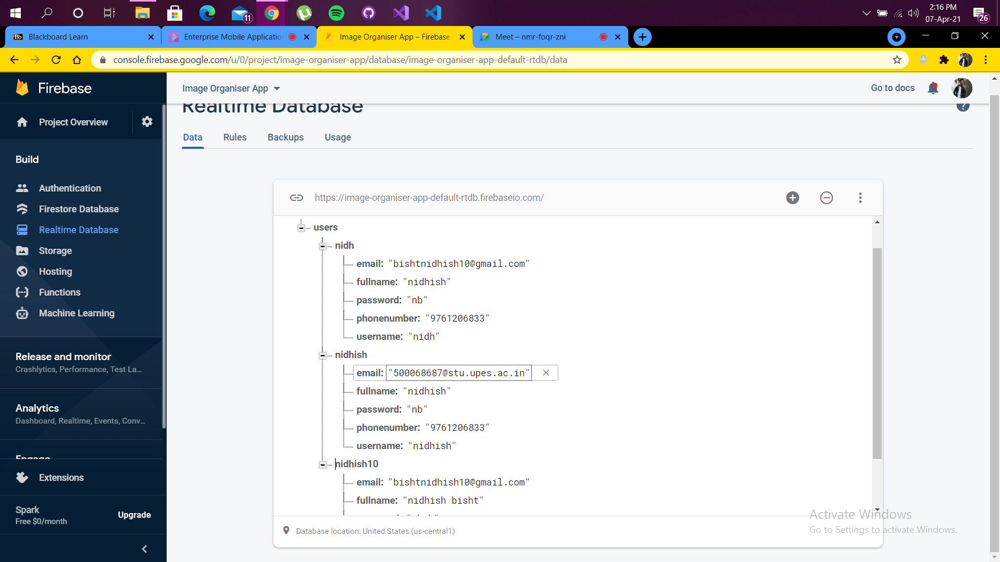 11
2:16 PM
07-Apr-21
26
Bb Blackboard Learn
Enterprise Mobile Applicatio
Image Organiser App – Firebase
Meet – nmr-foqr-zni
console.firebase.google.com/u/0/project/image-organiser-app/database/image-organiser-app-default-rtdb/data
Firebase
Image Organiser App
Go to docs
Realtime Database
?
Project Overview
Data
Rules
Backups
Usage
Build
Authentication
Firestore Database
Realtime Database
Storage
Hosting
Functions
Machine Learning
Release and monitor
Crashlytics, Performance, Test La...
Analytics
Dashboard, Realtime, Events, Conv...
Engage
Extensions
Spark
Free $0/month
Upgrade
https://image-organiser-app-default-rtdb.firebaseio.com/
users
nidh
email: "bishtnidhish10@gmail.com"
fullname: "nidhish"
password: "nb"
phonenumber: "9761206833"
username: "nidh"
nidhish
email: "500068687@stu.upes.ac.in"
fullname: "nidhish"
password: "nb"
phonenumber: "9761206833"
username: "nidhish"
nidhish10
email: "bishtnidhish10@gmail.com"
fullname: "nidhish bisht"
Database location: United States (us-central1)
Activate Windows
Go to Settings to activate Windows.